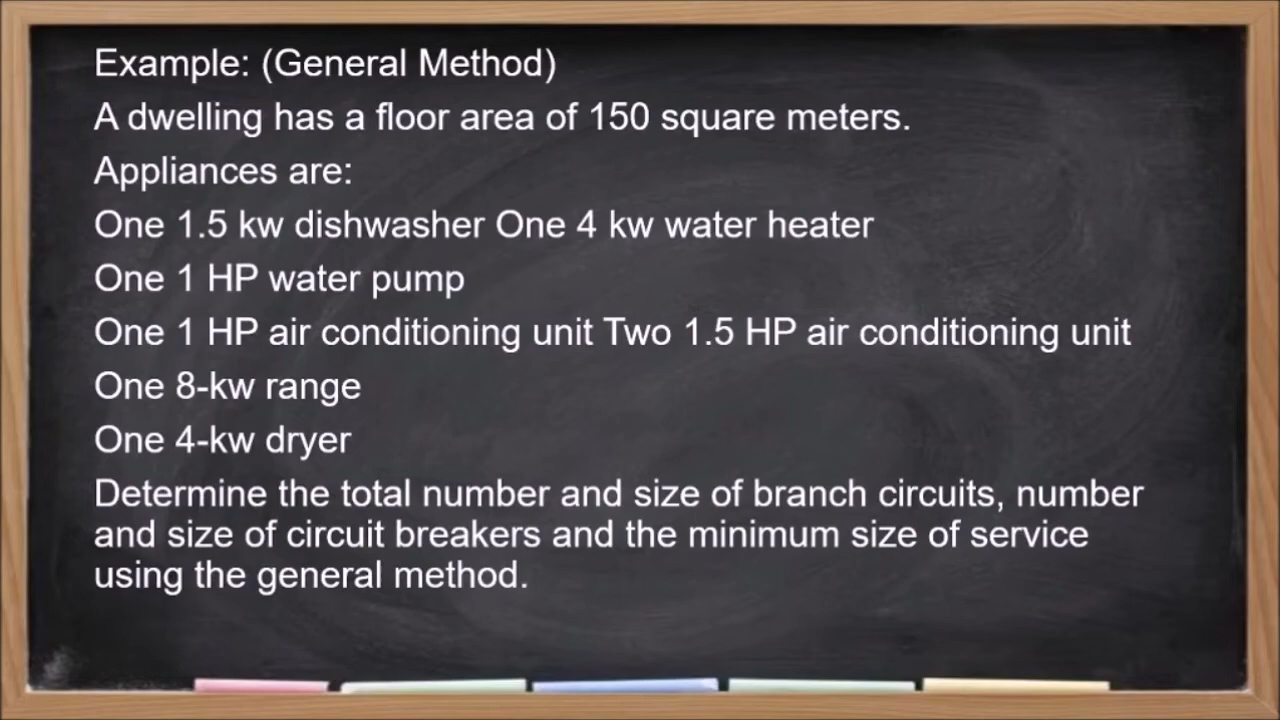 Example: (General Method)
A dwelling has a floor area of 150 square meters.
Appliances are:
One 1.5 kw dishwasher One 4 kw water heater
One 1 HP water pump
One 1 HP air conditioning unit Two 1.5 HP air conditioning unit
One 8-kw range
One 4-kw dryer
Determine the total number and size of branch circuits, number
and size of circuit breakers and the minimum size of service
using the general method.